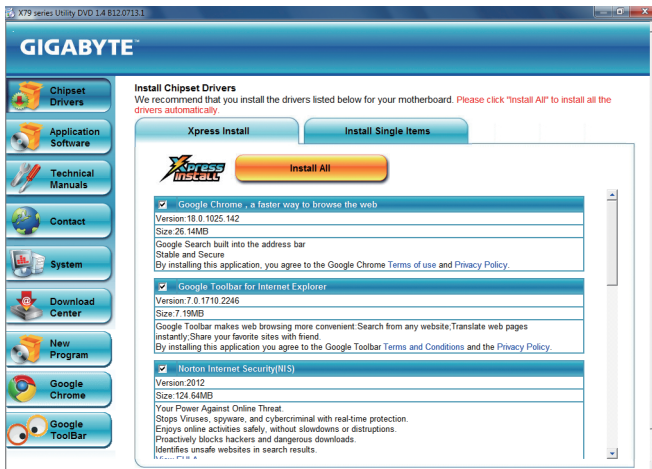 X79 series Utility DVD 1.4 B12.0713.1
GIGABYTE™
Chipset
Drivers
Application
Software
Technical
Manuals
Contact
System
Download
Center
New
Program
Google
Chrome
Google
ToolBar
Install Chipset Drivers
We recommend that you install the drivers listed below for your motherboard. Please click "Install All" to install all the
drivers automatically.
Xpress Install
Install Single Items
Xpress
Install
Install All
Google Chrome , a faster way to browse the web
Version:18.0.1025.142
Size:26.14MB
Google Search built into the address bar
Stable and Secure
By installing this application, you agree to the Google Chrome Terms of use and Privacy Policy.
Google Toolbar for Internet Explorer
Version:7.0.1710.2246
Size:7.19MB
Google Toolbar makes web browsing more convenient:Search from any website;Translate web pages
instantly;Share your favorite sites with friend.
By installing this application you agree to the Google Toolbar Terms and Conditions and the Privacy Policy.
Norton Internet Security(NIS)
Version:2012
Size:124.64MB
Your Power Against Online Threat.
Stops Viruses, spyware, and cybercriminal with real-time protection.
Enjoys online activities safely, without slowdowns or distruptions.
Proactively blocks hackers and dangerous downloads.
Identifies unsafe websites in search results.
View EULA